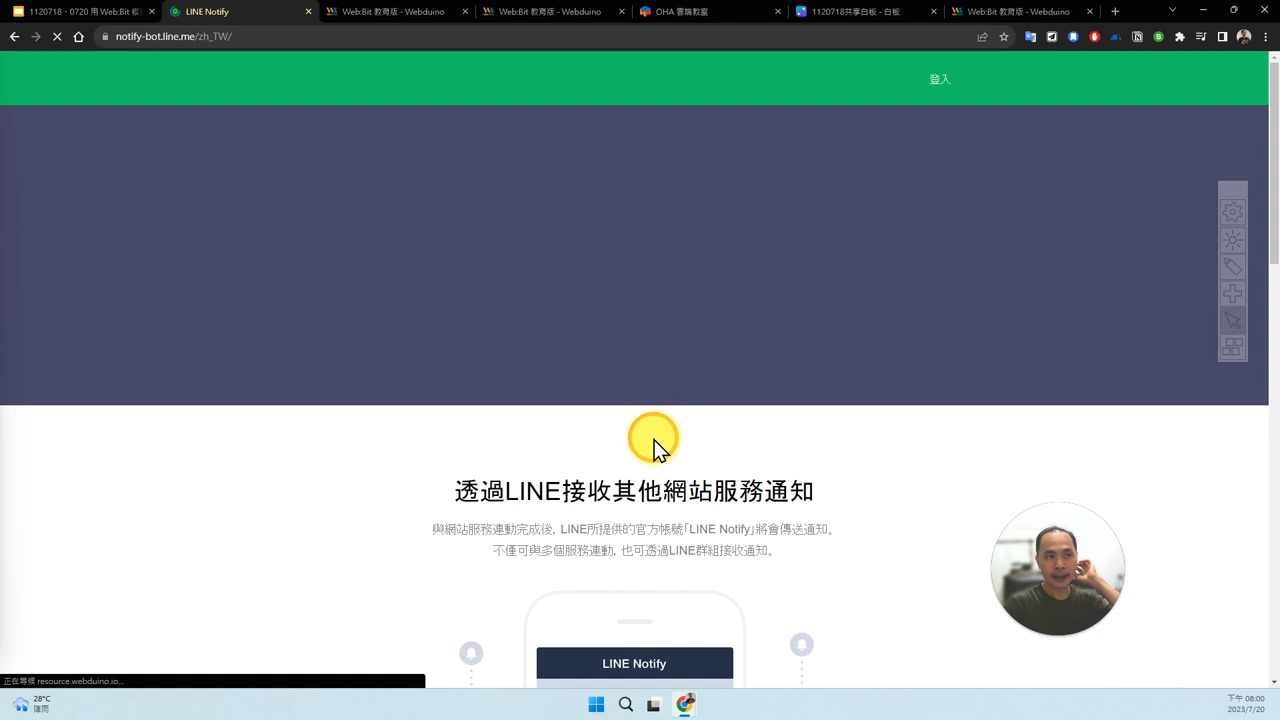 1120718、0720 用 Web:Bit 模
LINE Notify
Web:Bit 教育版 - Webduino
Web:Bit 教育版 - Webduino
OHA 雲端教室
1120718共享白板 - 白板
Web:Bit 教育版 - Webduino
notify-bot.line.me/zh_TW/
登入
透過LINE接收其他網站服務通知
與網站服務連動完成後，LINE所提供的官方帳號「LINE Notify」將會傳送通知。
不僅可與多個服務連動，也可透過LINE群組接收通知。
LINE Notify
正在等候 resource.webduino.io...
28°C
陣雨
下午 08:00
2023/7/20